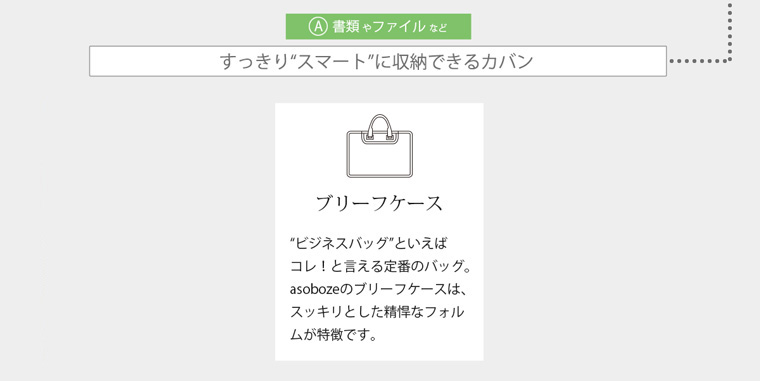 Ⓐ 書類やファイルなど
すっきり“スマート”に収納できるカバン
ブリーフケース
“ビジネスバッグ”といえば
コレ！と言える定番のバッグ。
asobozeのブリーフケースは、
スッキリとした精悍なフォル
ムが特徴です。